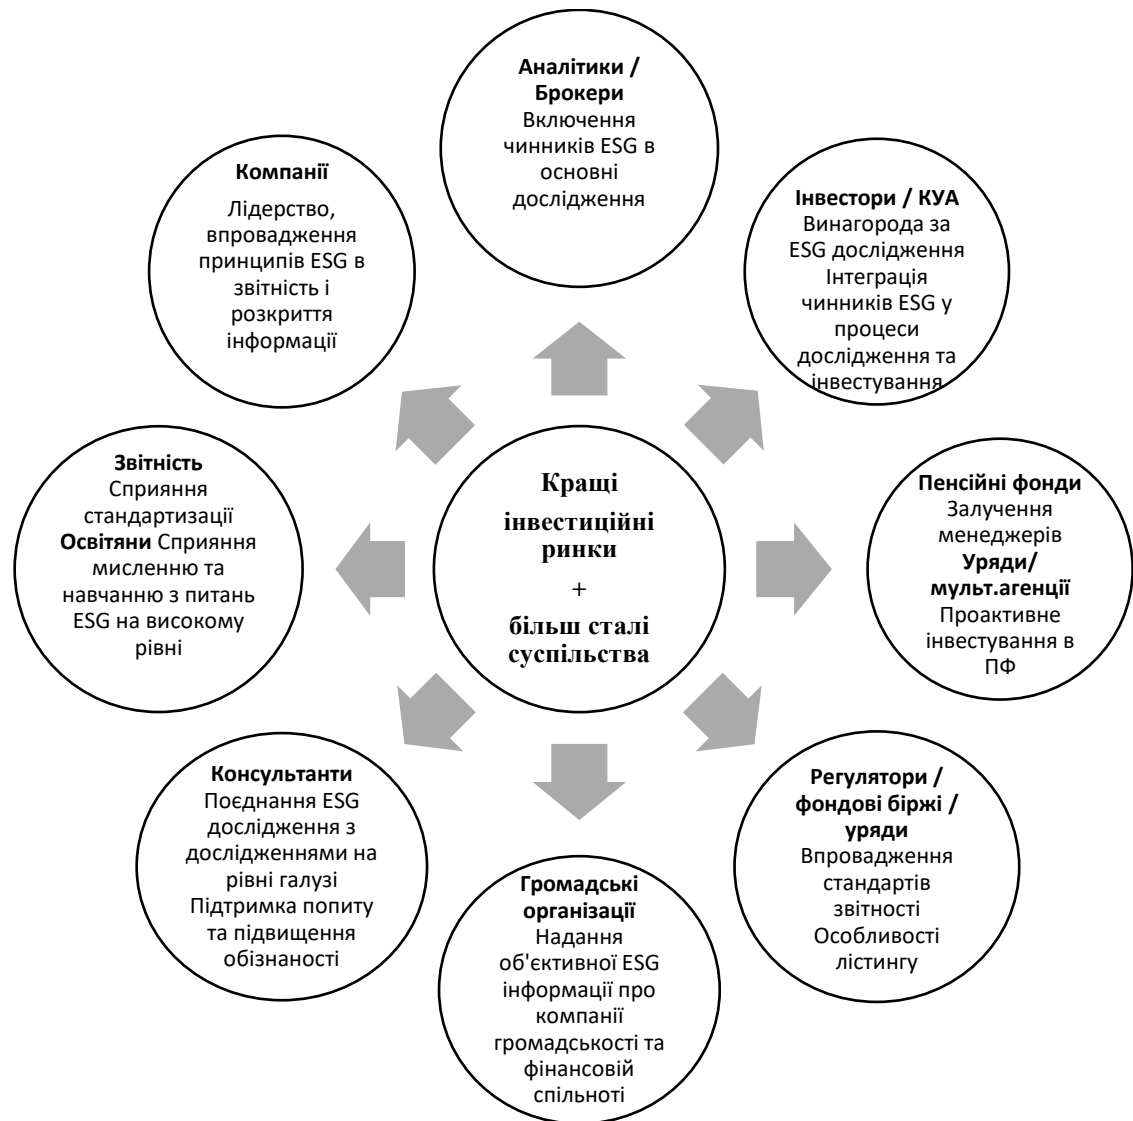 Аналітики /
Брокери
Включення
чинників ESG в
основні
дослідження
Компанії
Лідерство,
впровадження
принципів ESG в
звітність і
розкриття
інформації
Інвестори / КУА
Винагорода за
ESG дослідження
Інтеграція
чинників ESG у
процеси
дослідження та
інвестування
Звітність
Сприяння
стандартизації
Освітяни Сприяння
мисленню та
навчанню з питань
ESG на високому
рівні
Кращі
інвестиційні
ринки
+
більш сталі
суспільства
Пенсійні фонди
Залучення
менеджерів
Уряди/
мульт.агенції
Проактивне
інвестування в
ПФ
Консультанти
Поєднання ESG
дослідження з
дослідженнями на
рівні галузі
Підтримка попиту
та підвищення
обізнаності
Громадські
організації
Надання
об'єктивної ESG
інформації про
компанії
громадськості та
фінансовій
спільноті
Регулятори /
фондові біржі /
уряди
Впровадження
стандартів
звітності
Особливості
лістингу